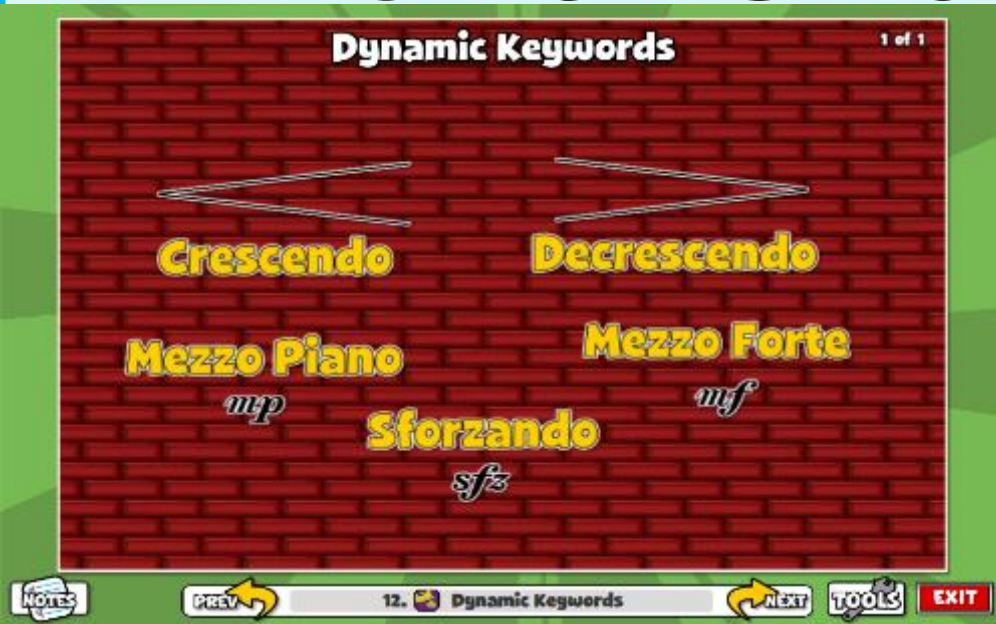 Dynamic Keywords
1 of 1
Crescendo
Decrescendo
Mezzo Piano
mp
Mezzo Forte
mf
Sforzando
sfz
NOTES
PREV
12. Dynamic Keywords
NEXT
TOOLS
EXIT